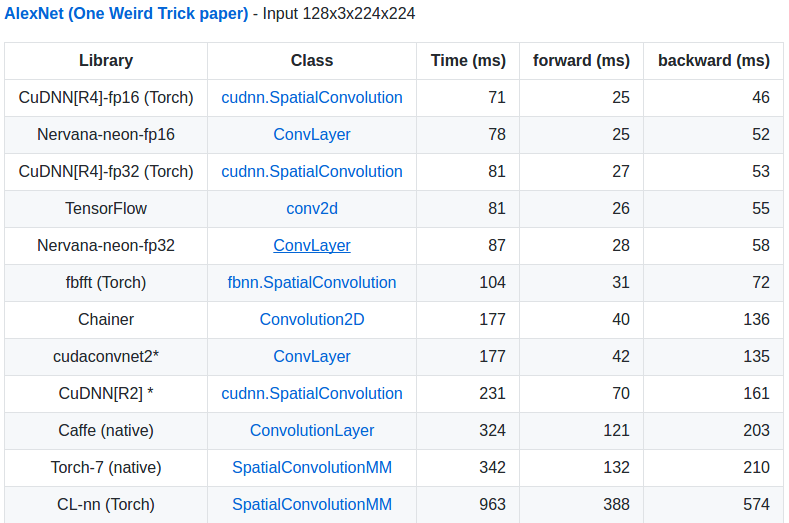 AlexNet (One Weird Trick paper) - Input 128x3x224x224
Library Class Time (ms) forward (ms) backward (ms)
CuDNN[R4]-fp16 (Torch) cudnn.SpatialConvolution 71 25 46
Nervana-neon-fp16 ConvLayer 78 25 52
CuDNN[R4]-fp32 (Torch) cudnn.SpatialConvolution 81 27 53
TensorFlow conv2d 81 26 55
Nervana-neon-fp32 ConvLayer 87 28 58
fbfft (Torch) fbnn.SpatialConvolution 104 31 72
Chainer Convolution2D 177 40 136
cudaconvnet2* ConvLayer 177 42 135
CuDNN[R2] * cudnn.SpatialConvolution 231 70 161
Caffe (native) ConvolutionLayer 324 121 203
Torch-7 (native) SpatialConvolutionMM 342 132 210
CL-nn (Torch) SpatialConvolutionMM 963 388 574